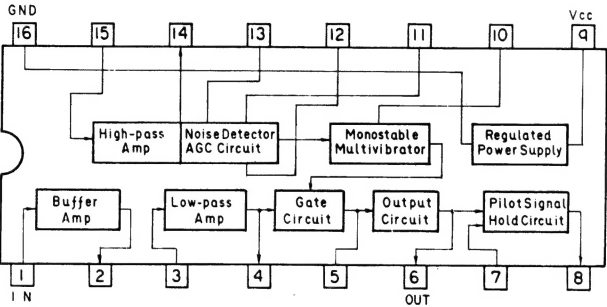 GND
Vcc
16 15 14 13 12 11 10 9
High-pass Amp
Noise Detector AGC Circuit
Monostable Multivibrator
Regulated Power Supply
Buffer Amp
Low-pass Amp
Gate Circuit
Output Circuit
Pilot Signal Hold Circuit
1 2 3 4 5 6 7 8
IN
OUT